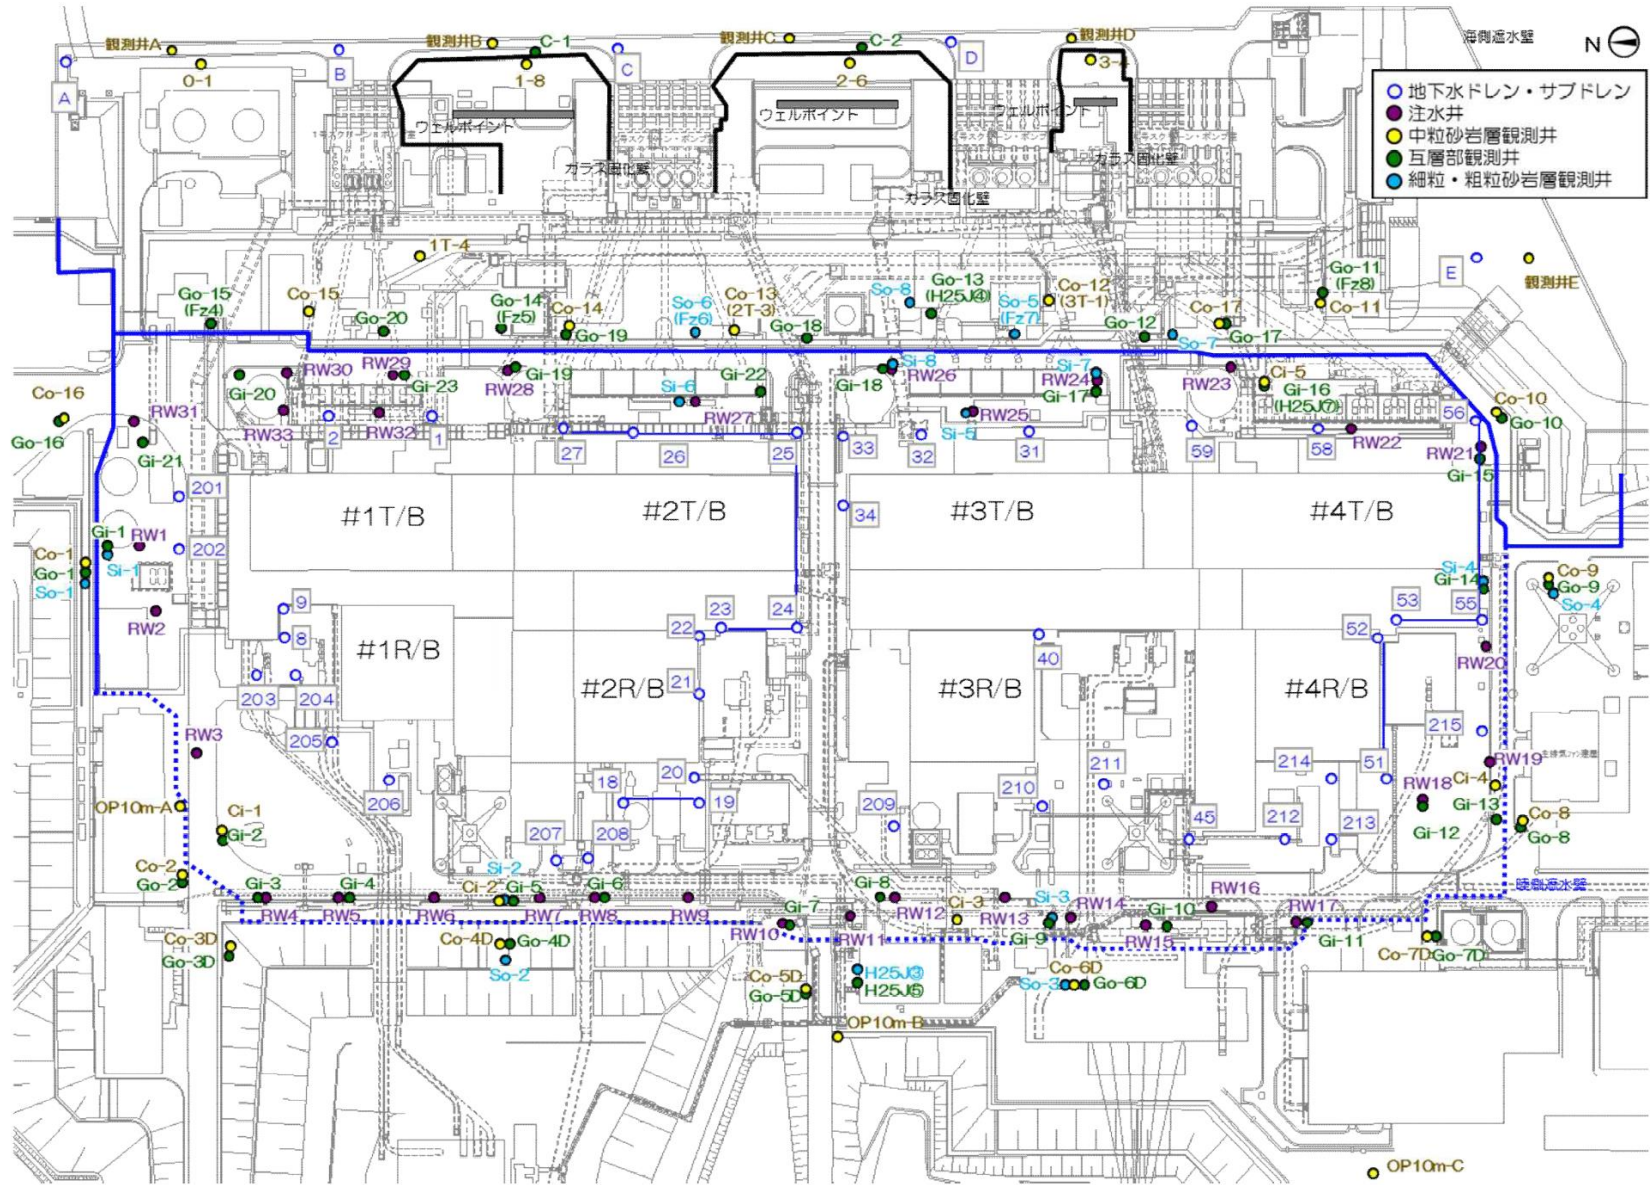 観測井A
観測井B
C-1
観測井C
C-2
観測井D
海側遮水壁
N
A
B
C
D
0-1
1-8
2-6
3-4
地下水ドレン・サブドレン
注水井
中粒砂岩層観測井
互層部観測井
細粒・粗粒砂岩層観測井
ウェルポイント
ウェルポイント
ウェルポイント
ガラス固化壁
ガラス固化壁
ガラス固化壁
1T-4
E
観測井E
Go-15
(Fz4)
Co-15
Go-20
Go-14
(Fz5)
Co-14
Go-19
So-6
(Fz6)
Co-13
(2T-3)
Go-18
So-8
Go-13
(H25J④)
So-5
(Fz7)
Co-12
(3T-1)
Go-12
So-7
Co-17
Go-17
Go-11
(Fz8)
Co-11
Co-16
Go-16
RW31
Gi-21
Gi-20
RW30
RW33
RW29
Gi-23
RW32
2
1
RW28
Gi-19
Si-6
RW27
Gi-22
27
26
25
Gi-18
Si-8
RW26
33
32
Si-5
RW25
31
Si-7
RW24
Gi-17
RW23
59
Ci-5
Gi-16
(H25J⑦)
58
RW22
56
Co-10
Go-10
RW21
Gi-15
201
202
#1T/B
#2T/B
34
#3T/B
#4T/B
Co-1
Go-1
So-1
Gi-1
RW1
Si-1
RW2
Si-4
Gi-14
55
53
52
Co-9
Go-9
So-4
RW20
9
8
203
204
205
206
#1R/B
#2R/B
22
23
24
21
40
#3R/B
#4R/B
215
RW3
OP10m-A
Ci-1
Gi-2
Co-2
Go-2
18
20
19
207
208
209
210
211
214
51
45
212
213
RW18
Gi-12
RW19
Ci-4
Gi-13
Co-8
Go-8
Gi-3
RW4
Gi-4
RW5
RW6
Si-2
Ci-2
Gi-5
RW7
Gi-6
RW8
RW9
Gi-7
RW10
Gi-8
RW12
RW11
Ci-3
RW13
Si-3
Gi-9
RW14
Gi-10
RW15
RW16
RW17
Gi-11
陸側遮水壁
Co-3D
Go-3D
Co-4D
Go-4D
So-2
Co-5D
Go-5D
H25J③
H25J⑤
Co-6D
So-3
Go-6D
Co-7D
Go-7D
OP10m-B
OP10m-C